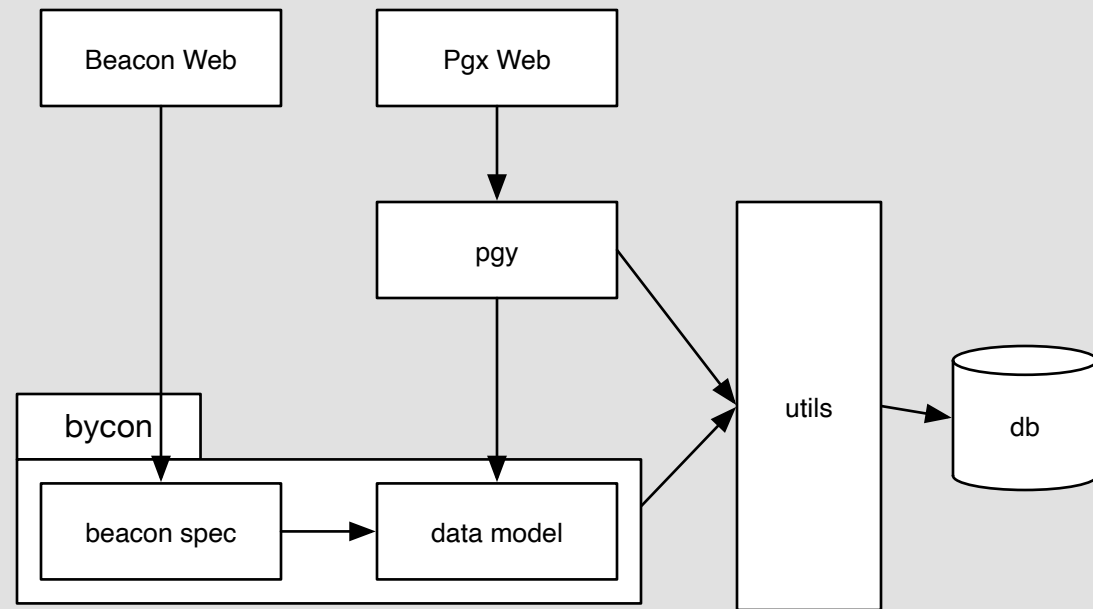 Beacon Web
Pgx Web
pgy
utils
db
bycon
beacon spec
data model